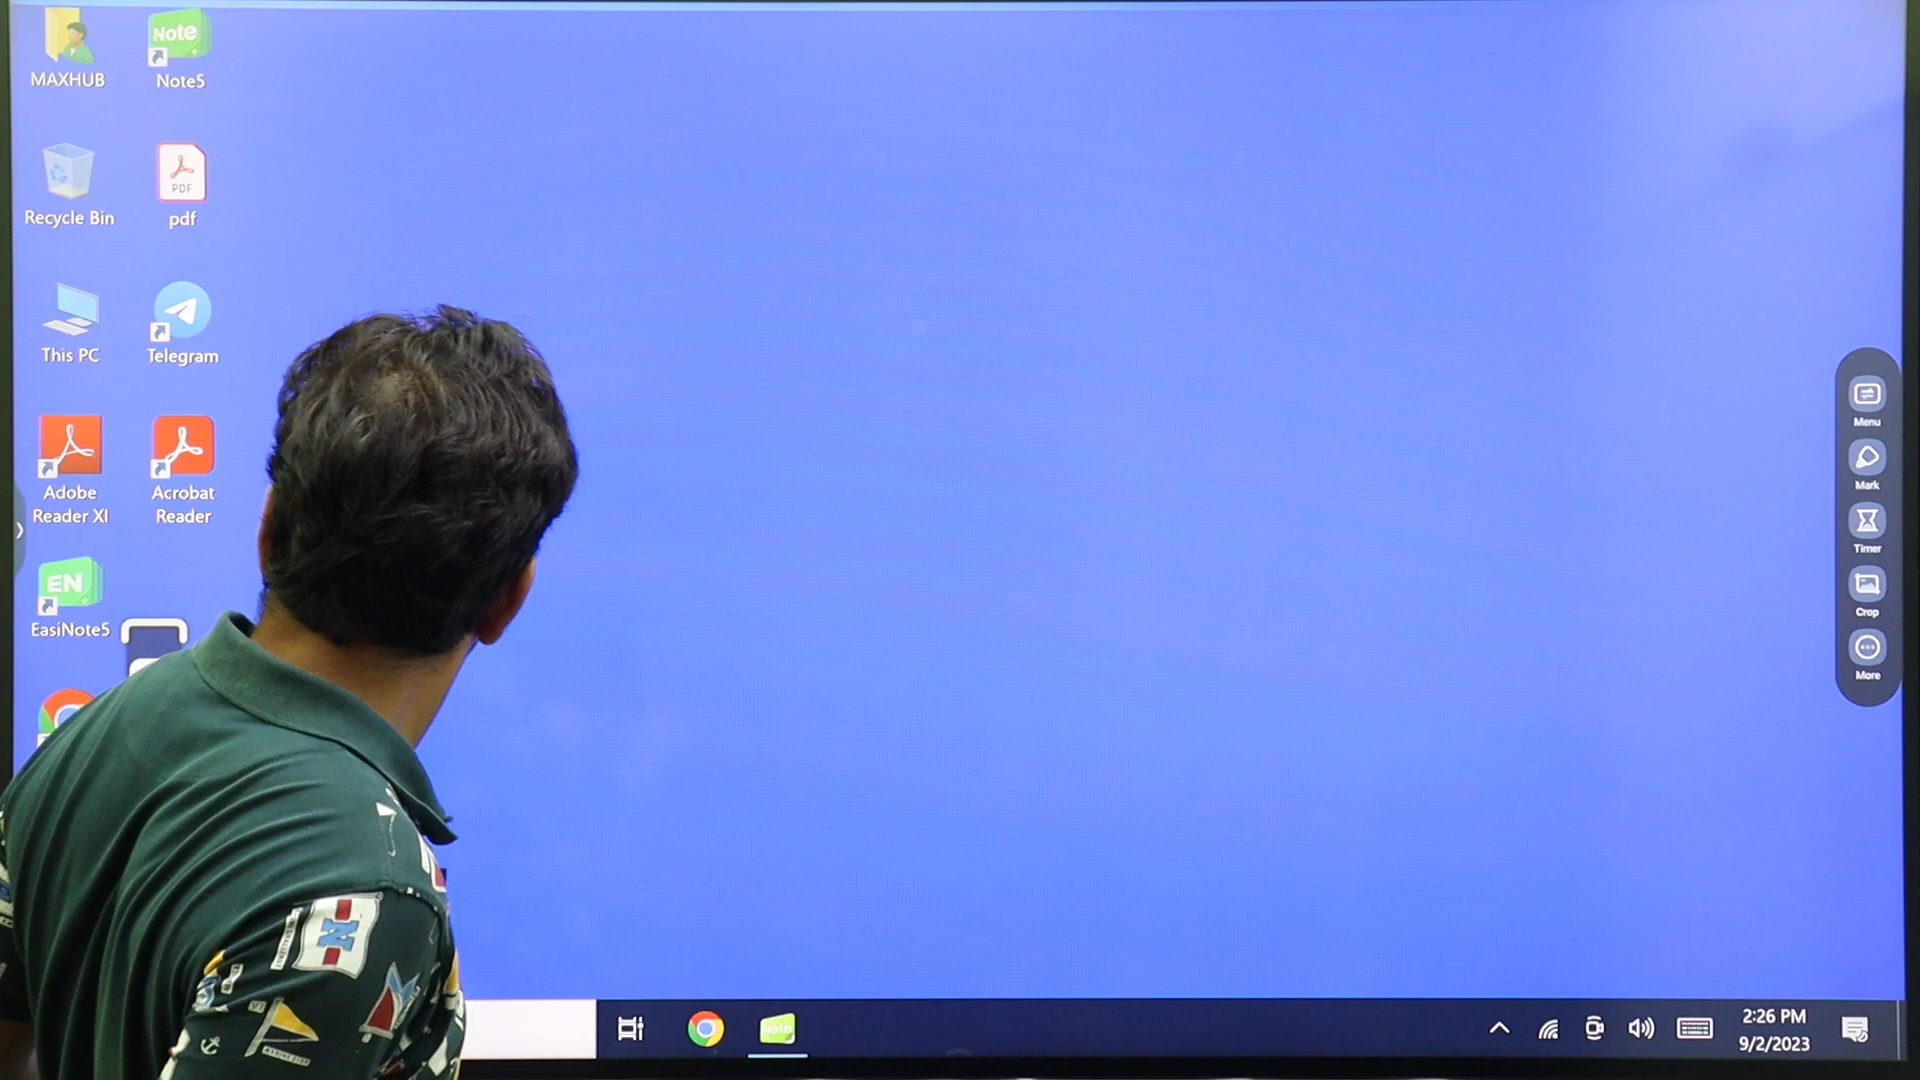 MAXHUB
Note
Note5
Recycle Bin
PDF
pdf
This PC
Telegram
Adobe
Reader XI
Acrobat
Reader
EN
EasiNote5
Menu
Mark
Timer
Crop
More
N
Note
2:26 PM
9/2/2023